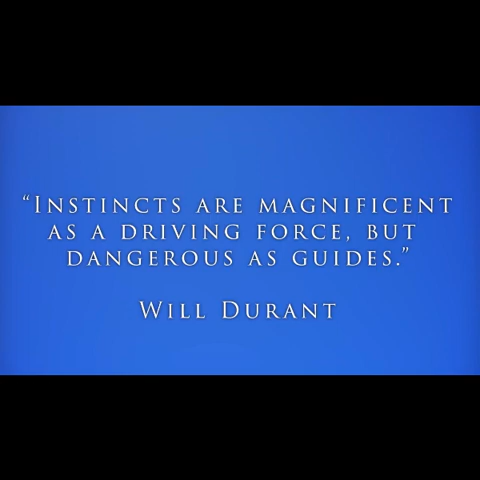 “Instincts are magnificent
as a driving force, but
dangerous as guides.”
Will Durant